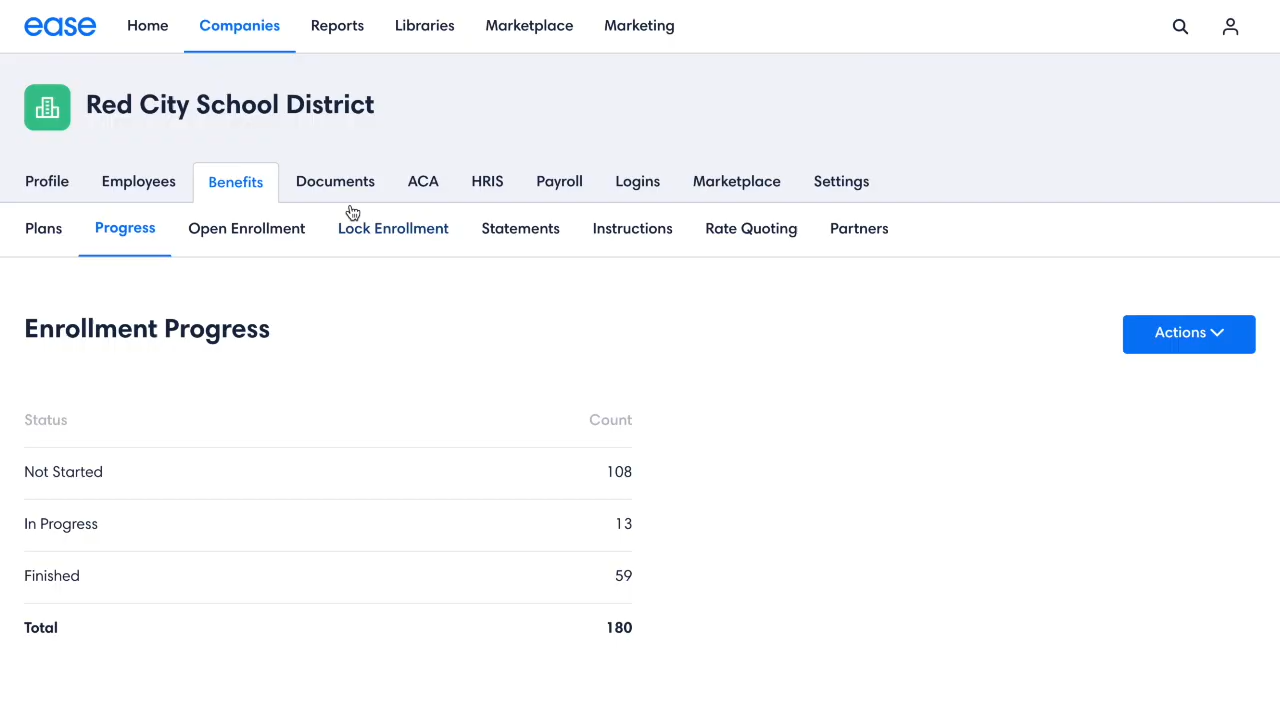 ease Home Companies Reports Libraries Marketplace Marketing
Red City School District
Profile Employees Benefits Documents ACA HRIS Payroll Logins Marketplace Settings
Plans Progress Open Enrollment Lock Enrollment Statements Instructions Rate Quoting Partners
Enrollment Progress Actions
Status Count
Not Started 108
In Progress 13
Finished 59
Total 180